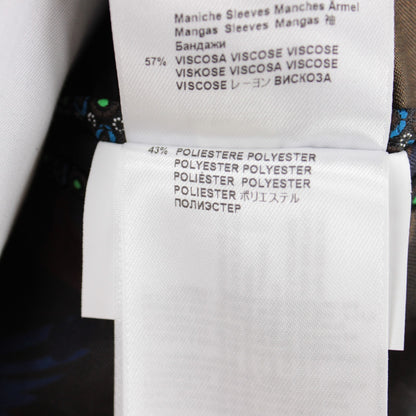 Maniche Sleeves Manches Ärmel
Mangas Sleeves Mangas 袖
Бандажи
57% VISCOSA VISCOSE VISCOSE
VISKOSE VISCOSA VISCOSE
VISCOSE レーヨン ВИСКОЗА
43% POLIESTERE POLYESTER
POLYESTER POLYESTER
POLIÉSTER POLYESTER
POLIESTER ポリエステル
ПОЛИЭСТЕР